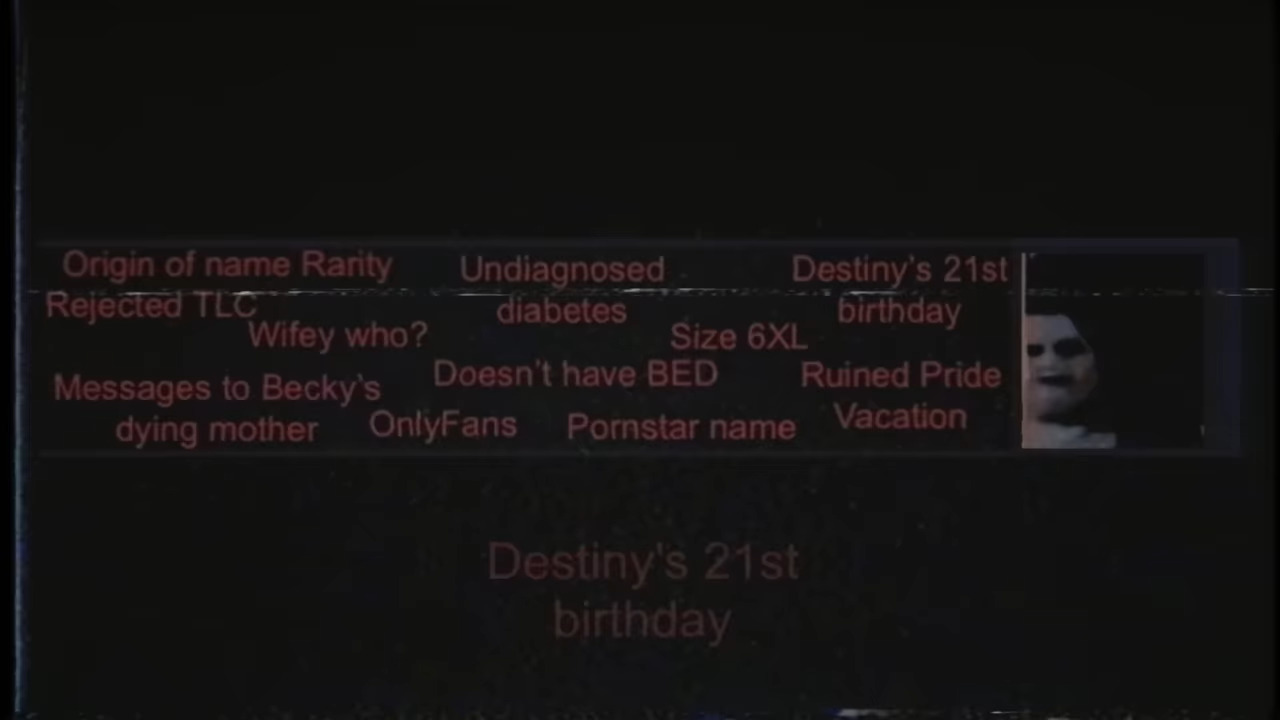 Origin of name Rarity
Undiagnosed
diabetes
Destiny's 21st
birthday
Rejected TLC
Wifey who?
Size 6XL
Messages to Becky's
dying mother
Doesn't have BED
Ruined Pride
Vacation
OnlyFans
Pornstar name
Destiny's 21st
birthday